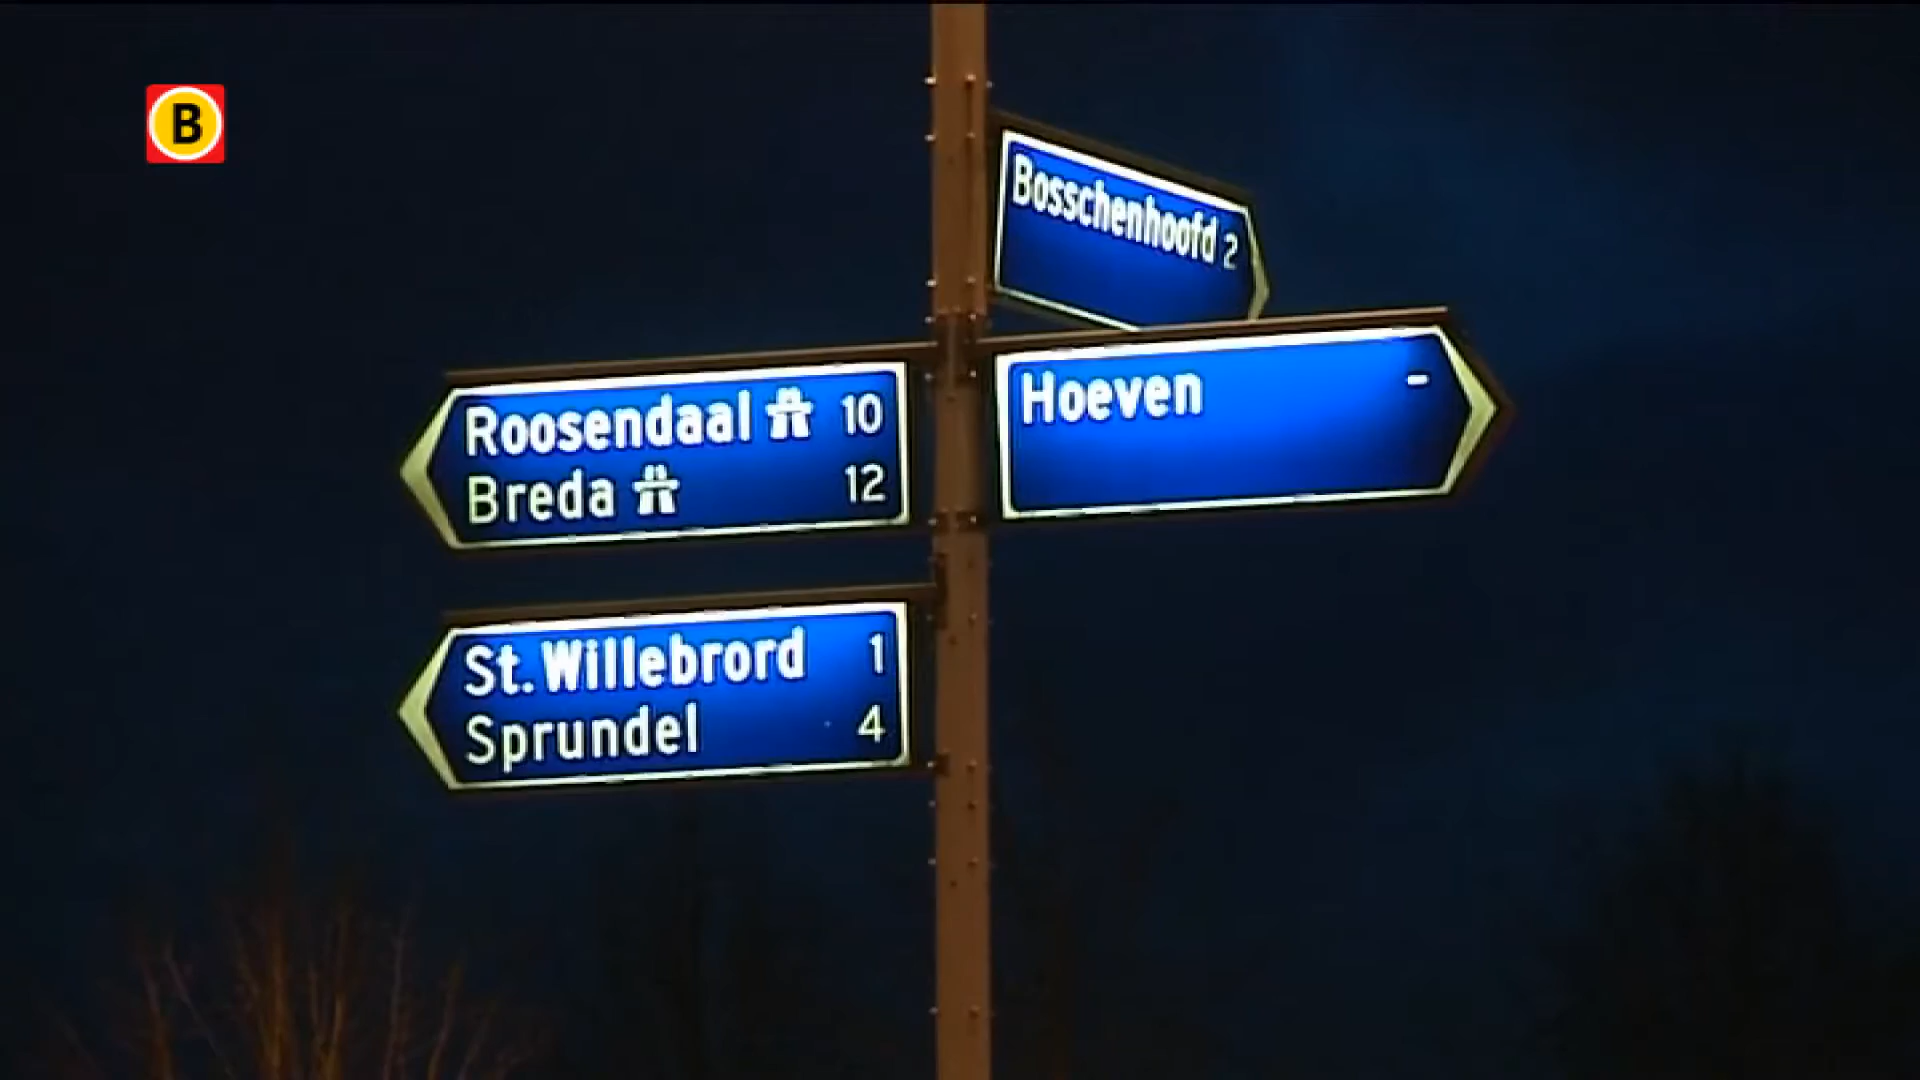 B
Bosschenhoofd 2
Roosendaal 10
Breda 12
Hoeven -
St. Willebrord 1
Sprundel 4